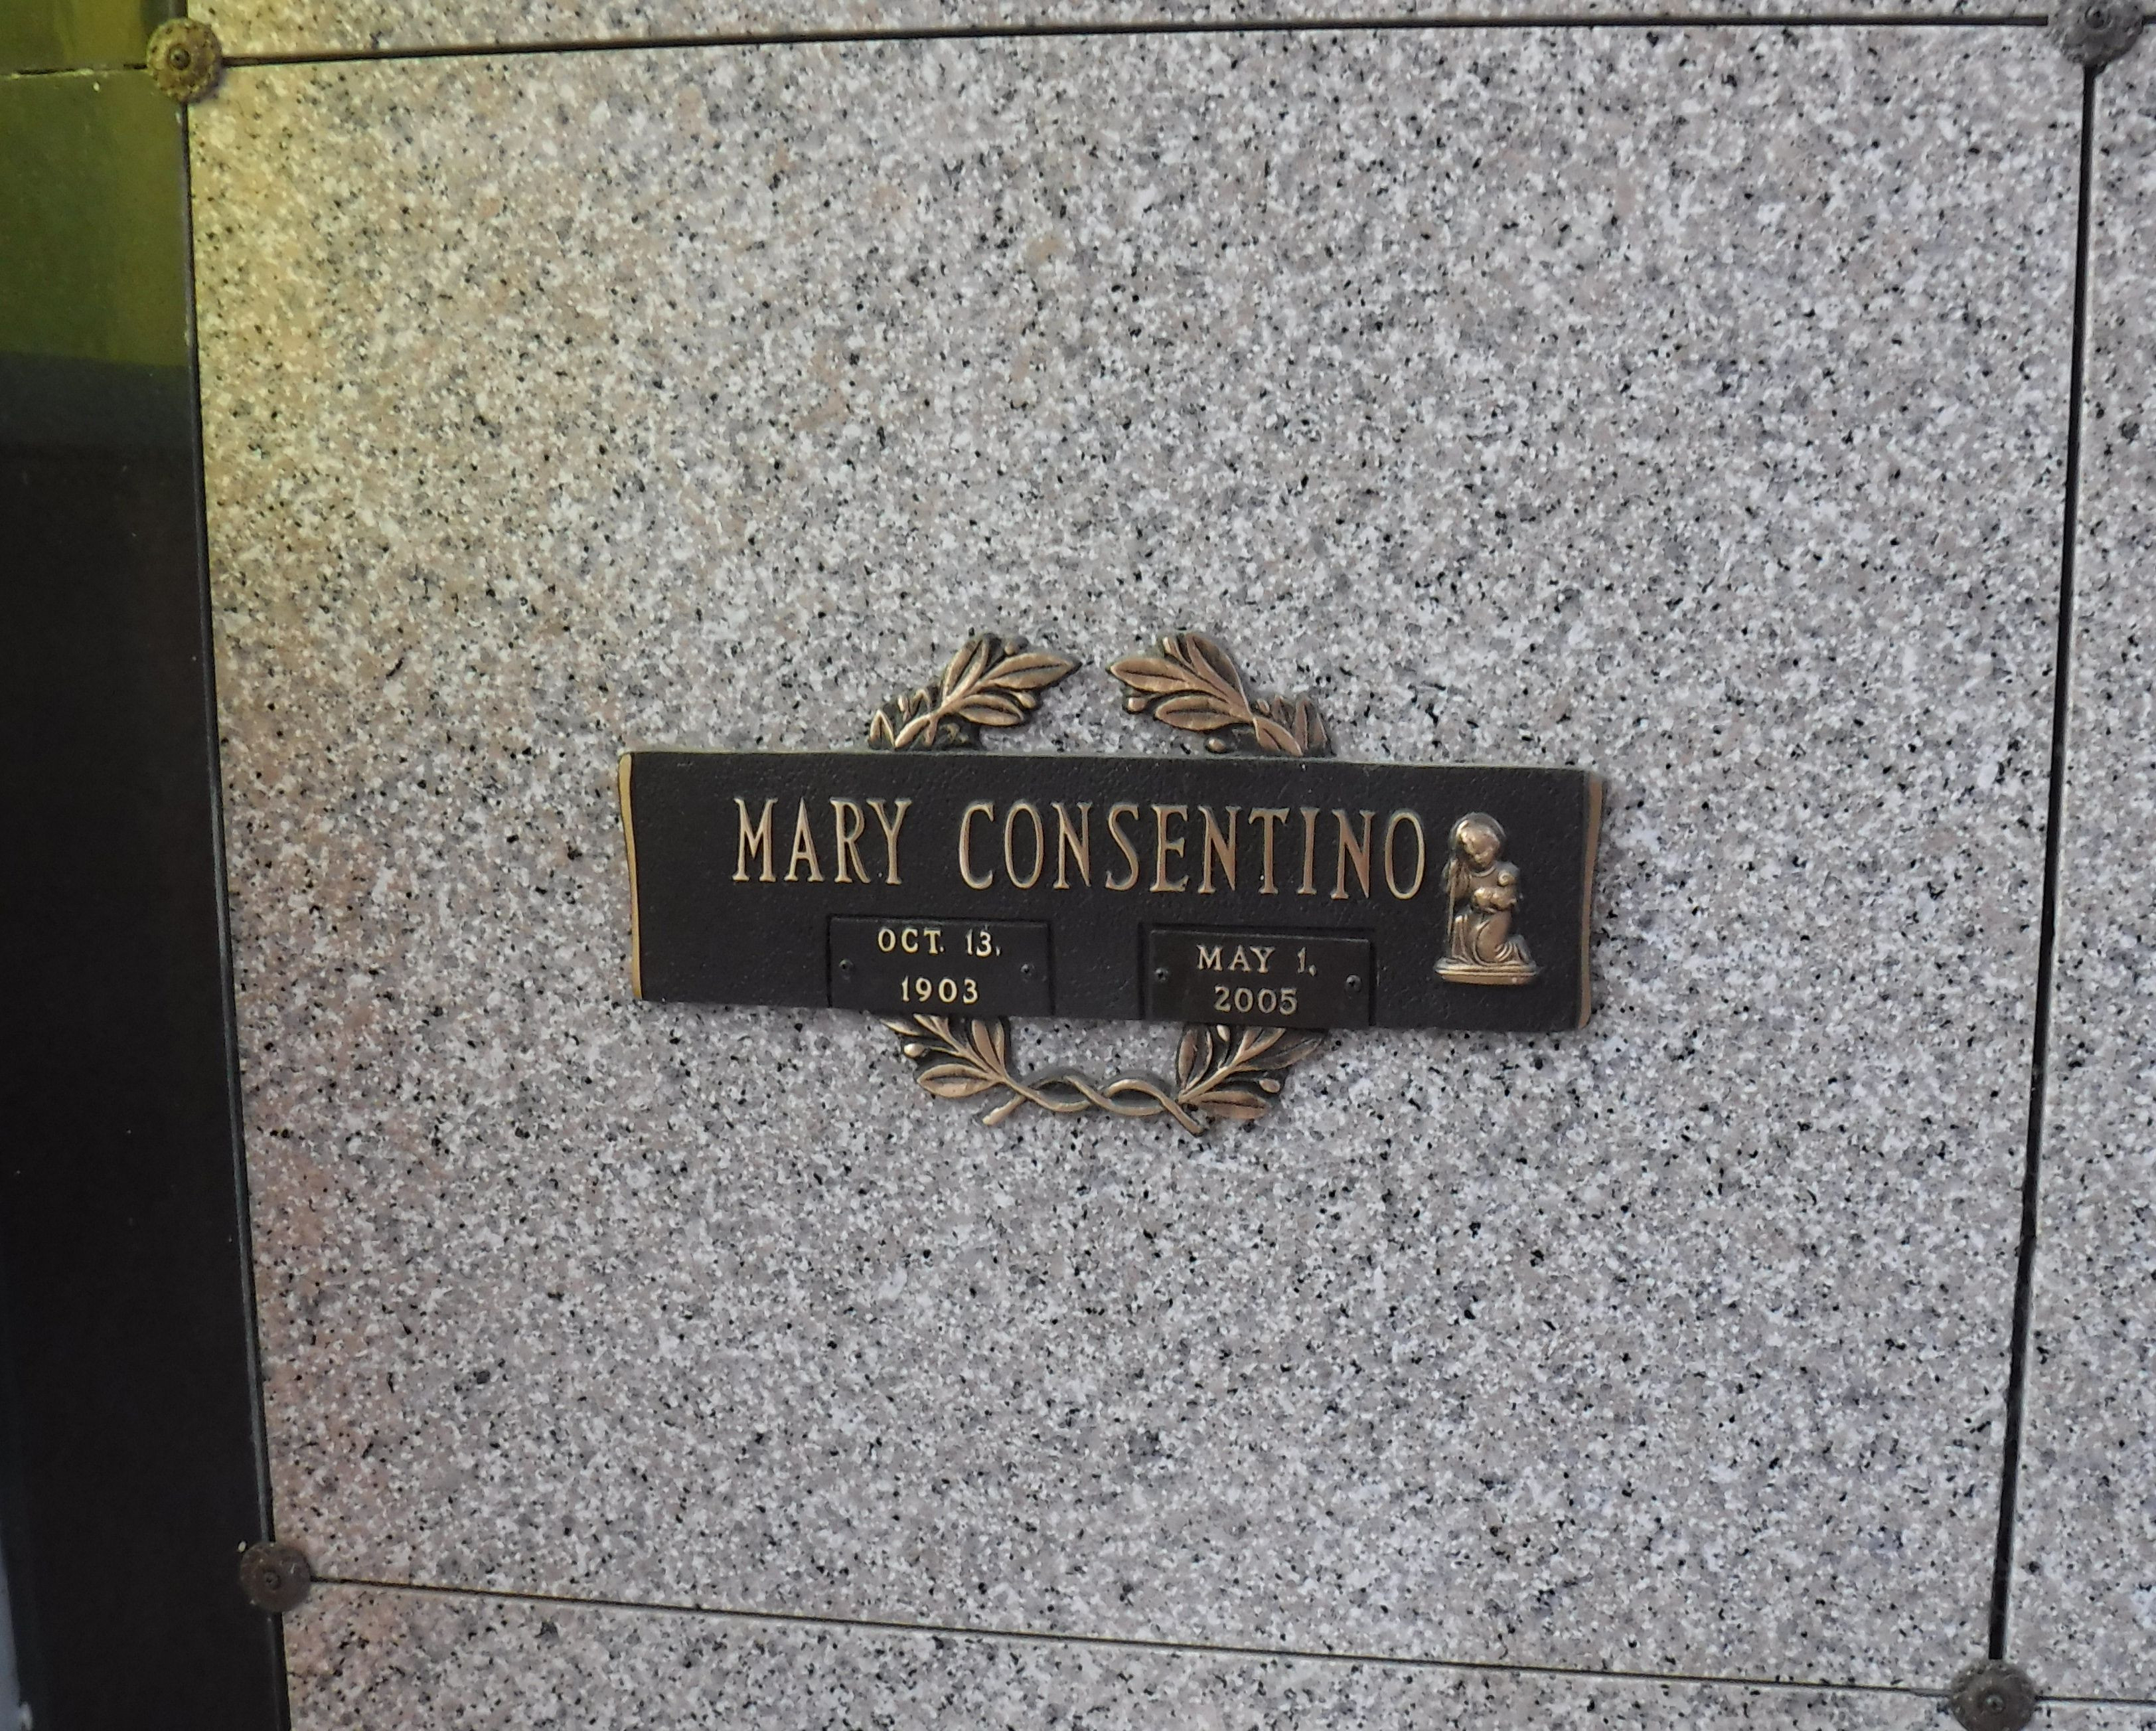 MARY CONSENTINO
OCT. 13,
1903
MAY 1,
2005